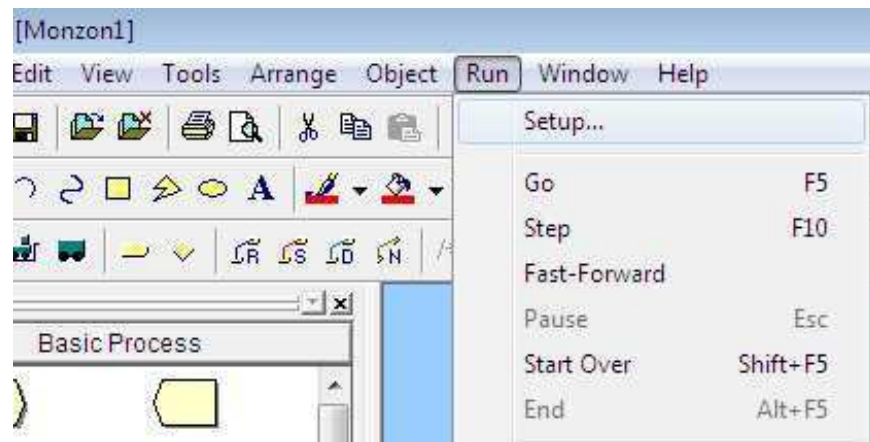 [Monzon1]
Edit View Tools Arrange Object Run Window Help
Setup...
A
Go F5
Step F10
R S D N
Fast-Forward
Pause Esc
Basic Process
Start Over Shift+F5
End Alt+F5